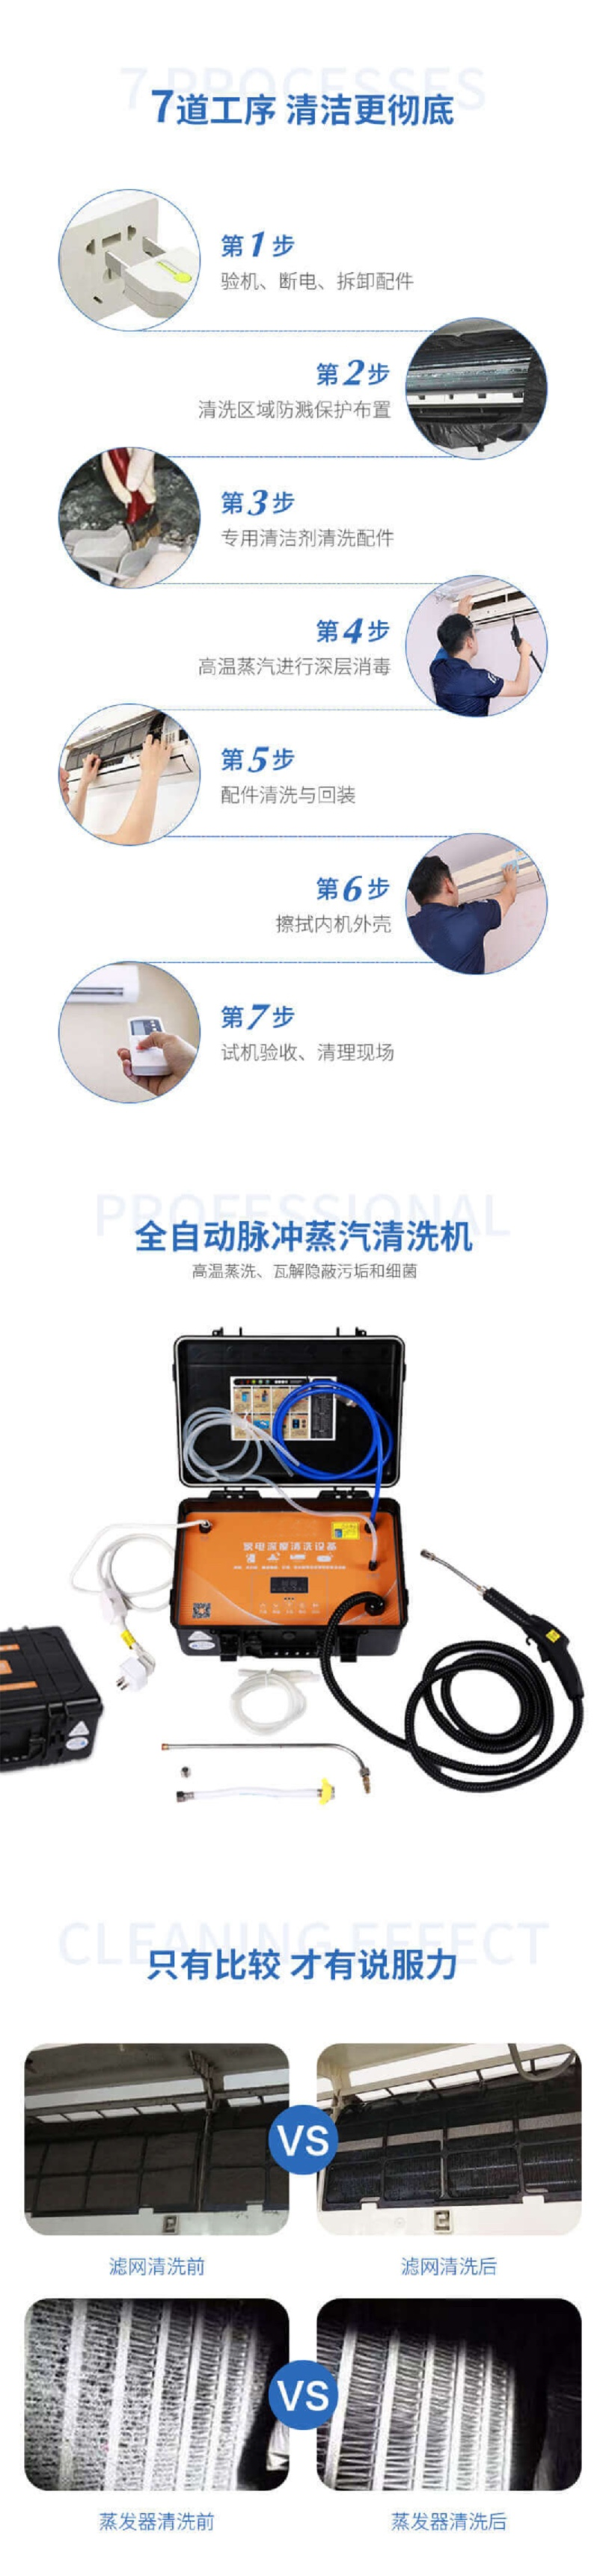 7 PROCESSES
7道工序 清洁更彻底
第1步
验机、断电、拆卸配件
第2步
清洗区域防溅保护布置
第3步
专用清洁剂清洗配件
第4步
高温蒸汽进行深层消毒
第5步
配件清洗与回装
第6步
擦拭内机外壳
第7步
试机验收、清理现场
PROFESSIONAL
全自动脉冲蒸汽清洗机
高温蒸洗、瓦解隐蔽污垢和细菌
家电深度清洗设备
CLEANING EFFECT
只有比较 才有说服力
VS
滤网清洗前
滤网清洗后
VS
蒸发器清洗前
蒸发器清洗后